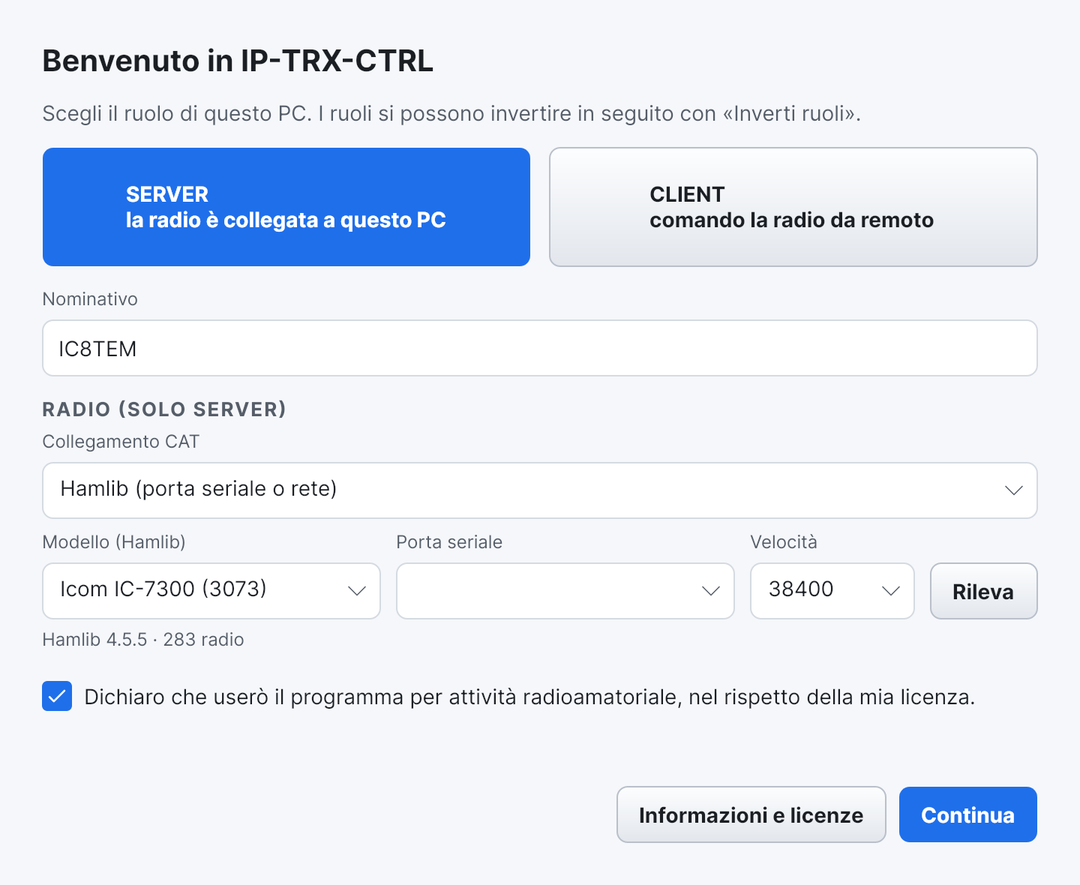 Benvenuto in IP-TRX-CTRL
Scegli il ruolo di questo PC. I ruoli si possono invertire in seguito con «Inverti ruoli».
SERVER
la radio è collegata a questo PC
CLIENT
comando la radio da remoto
Nominativo
IC8TEM
RADIO (SOLO SERVER)
Collegamento CAT
Hamlib (porta seriale o rete)
Modello (Hamlib)
Porta seriale
Velocità
Icom IC-7300 (3073)
38400
Rileva
Hamlib 4.5.5 · 283 radio
Dichiaro che userò il programma per attività radioamatoriale, nel rispetto della mia licenza.
Informazioni e licenze
Continua